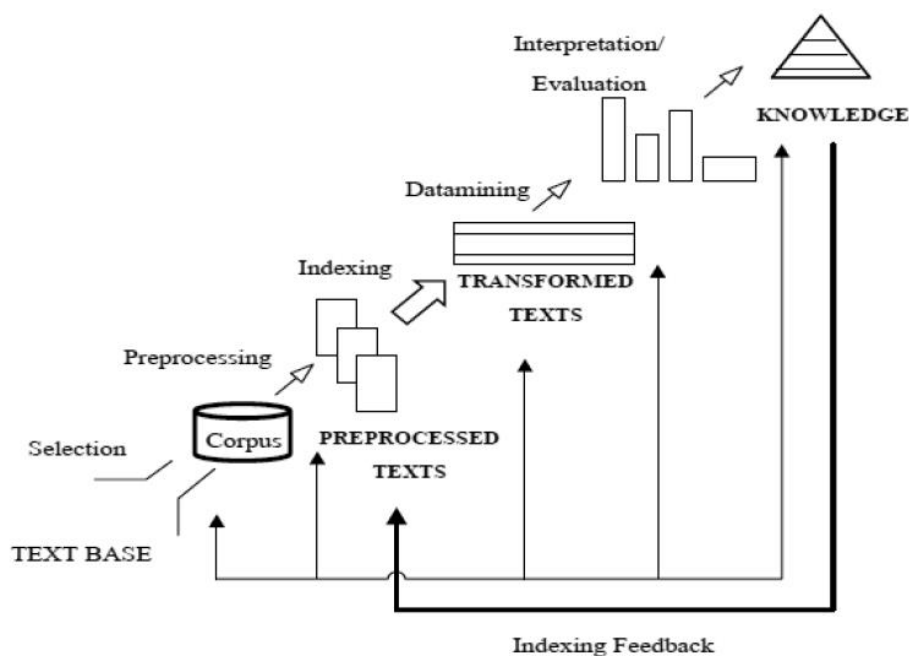 Interpretation/
Evaluation
KNOWLEDGE
Datamining
Indexing
TRANSFORMED
TEXTS
Preprocessing
Selection
Corpus
PREPROCESSED
TEXTS
TEXT BASE
Indexing Feedback